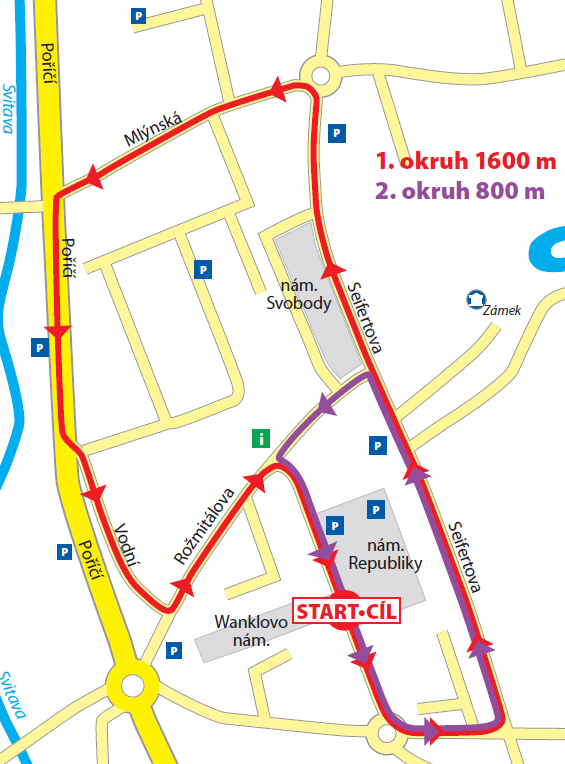 P
Poříčí
Svitava
Mlýnská
P
1. okruh 1600 m
2. okruh 800 m
Poříčí
P
nám.
Svobody
Seifertova
Zámek
P
i
P
Rožmitálova
P
P
Vodní
Seifertova
nám.
Republiky
P
Poříčí
START•CÍL
Wanklovo
nám.
P
Svitava